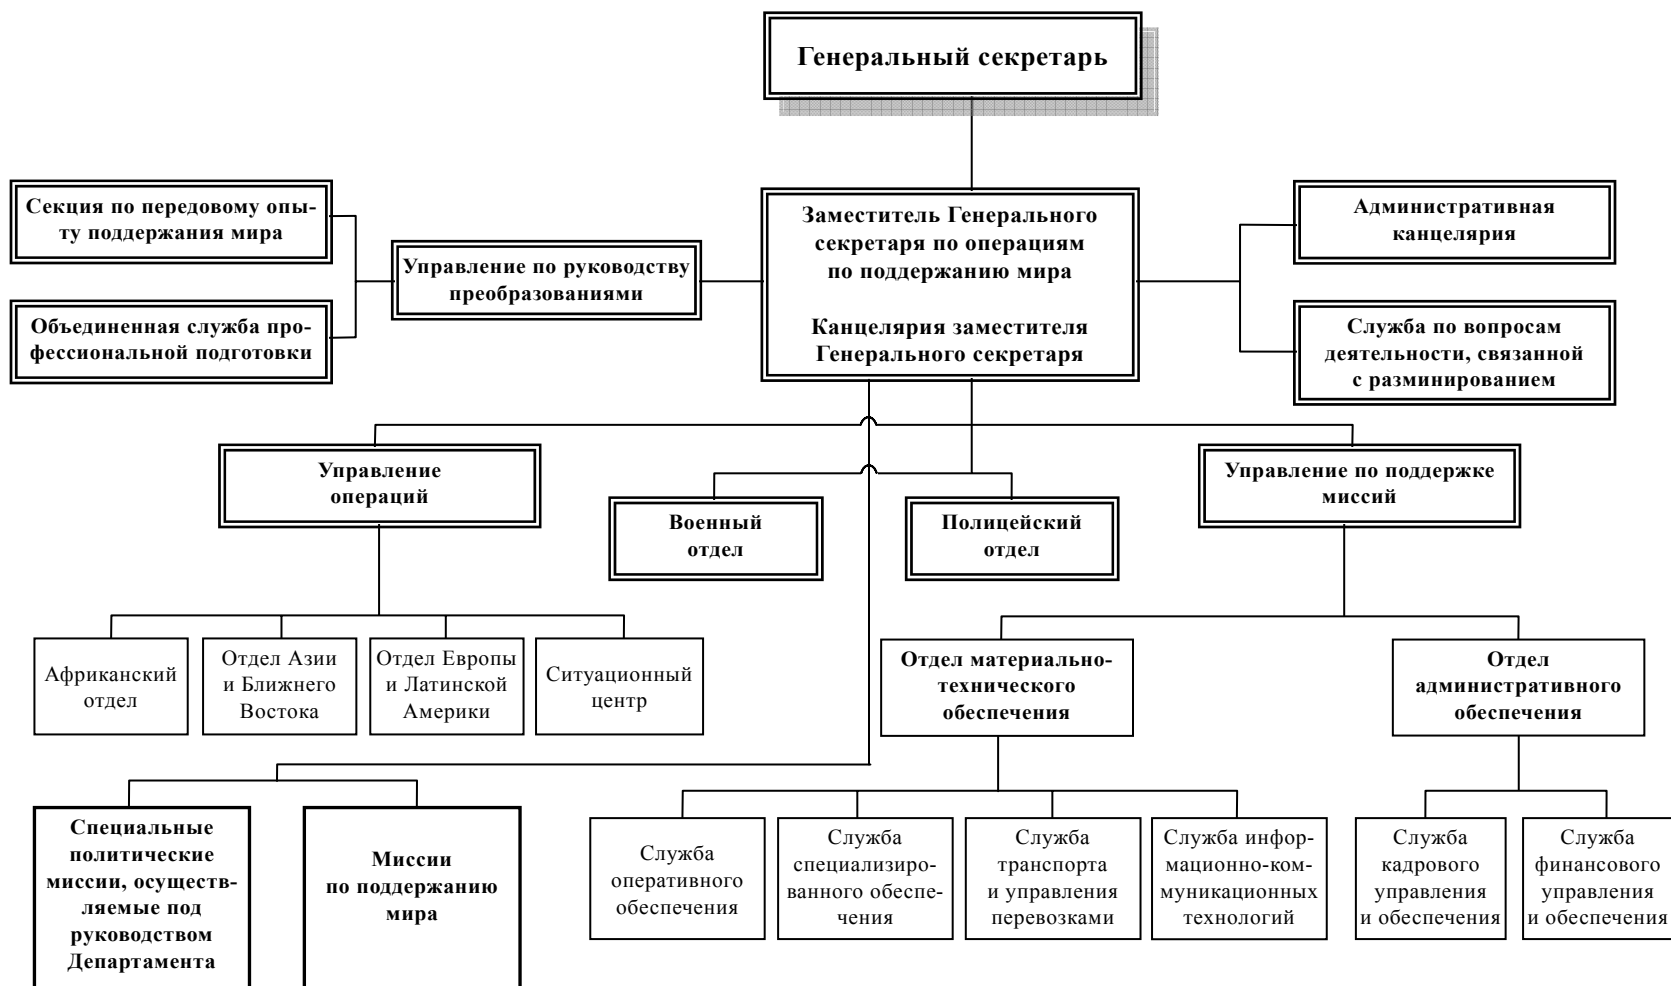 Генеральный секретарь
Секция по передовому опы-
ту поддержания мира
Объединенная служба про-
фессиональной подготовки
Управление по руководству
преобразованиями
Заместитель Генерального
секретаря по операциям
по поддержанию мира
Канцелярия заместителя
Генерального секретаря
Административная
канцелярия
Служба по вопросам
деятельности, связанной
с разминированием
Управление
операций
Военный
отдел
Полицейский
отдел
Управление по поддержке
миссий
Африканский
отдел
Отдел Азии
и Ближнего
Востока
Отдел Европы
и Латинской
Америки
Ситуационный
центр
Отдел материально-
технического
обеспечения
Отдел
административного
обеспечения
Специальные
политические
миссии, осуществ-
ляемые под
руководством
Департамента
Миссии
по поддержанию
мира
Служба
оперативного
обеспечения
Служба
специализиро-
ванного обеспе-
чения
Служба
транспорта
и управления
перевозками
Служба инфор-
мационно-ком-
муникационных
технологий
Служба
кадрового
управления
и обеспечения
Служба
финансового
управления
и обеспечения